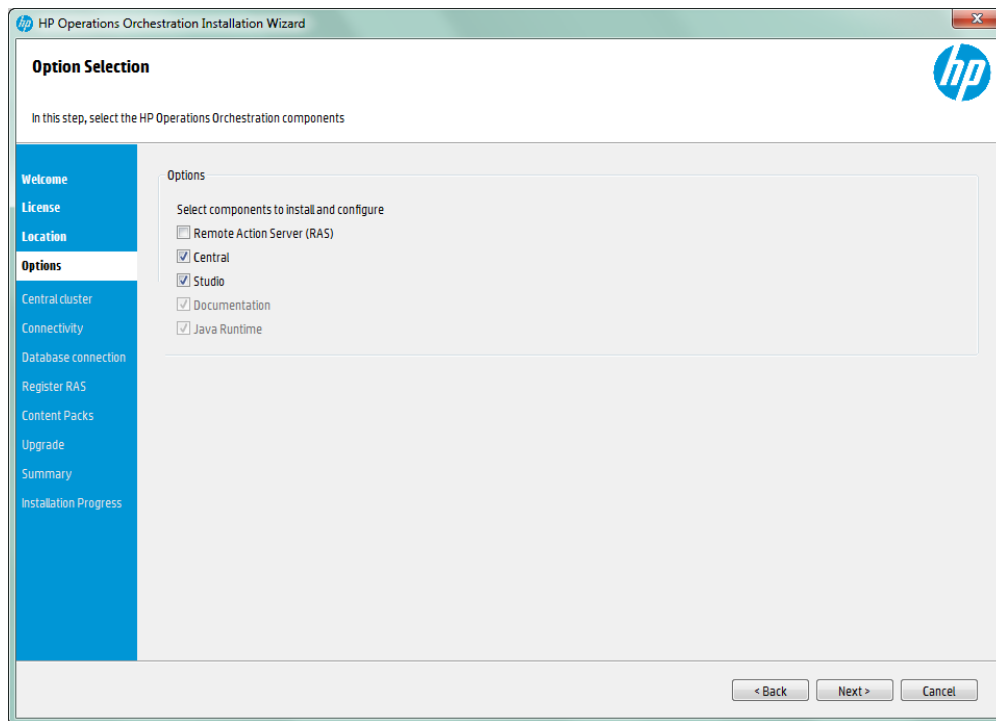 HP Operations Orchestration Installation Wizard
Option Selection
In this step, select the HP Operations Orchestration components
hp
Welcome
License
Location
Options
Central cluster
Connectivity
Database connection
Register RAS
Content Packs
Upgrade
Summary
Installation Progress
Options
Select components to install and configure
Remote Action Server (RAS)
Central
Studio
Documentation
Java Runtime
< Back
Next >
Cancel